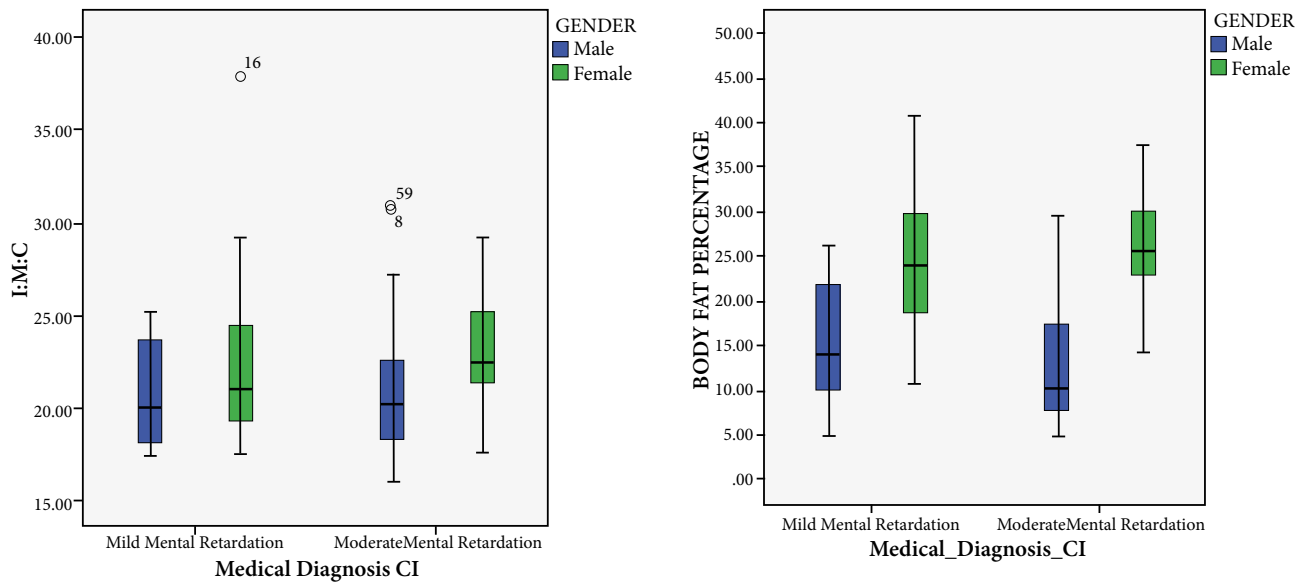 GENDER
Male
Female
40.00
35.00
30.00
25.00
20.00
15.00
I:M:C
16
59
8
Mild Mental Retardation
ModerateMental Retardation
Medical Diagnosis CI
GENDER
Male
Female
50.00
45.00
40.00
35.00
30.00
25.00
20.00
15.00
10.00
5.00
.00
BODY FAT PERCENTAGE
Mild Mental Retardation
ModerateMental Retardation
Medical_Diagnosis_CI